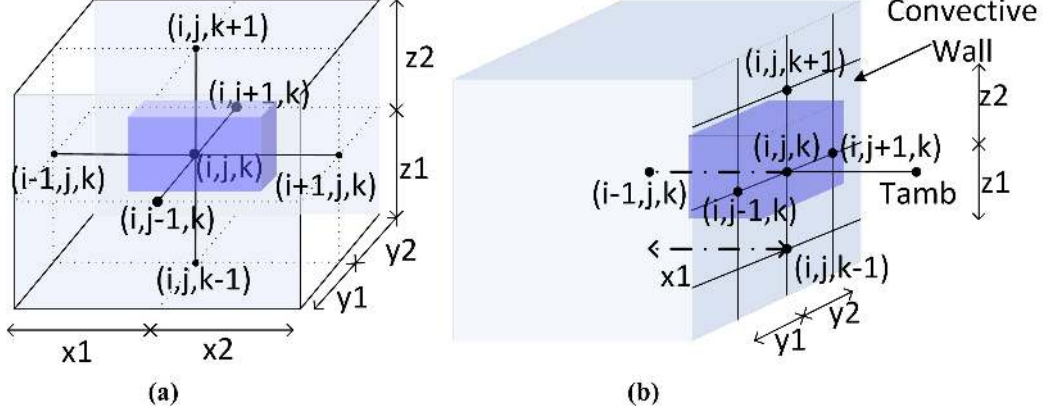 (i,j,k+1)
z2
(i,j+1,k)
(i,j,k)
z1
(i-1,j,k)
(i+1,j,k)
(i,j-1,k)
y2
(i,j,k-1)
y1
x1
x2
(a)
Convective
Wall
(i,j,k+1)
z2
(i,j,k)
(i,j+1,k)
z1
(i-1,j,k)
(i,j-1,k)
Tamb
x1
(i,j,k-1)
y2
y1
(b)